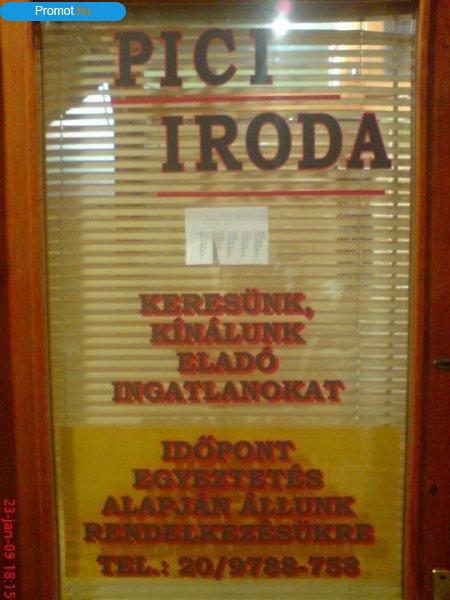 Promot.hu
PICI
IRODA
KERESÜNK,
KÍNÁLUNK
ELADÓ
INGATLANOKAT
IDŐPONT
EGYEZTETÉS
ALAPJÁN ÁLLUNK
RENDELKEZÉSÜKRE
TEL.: 20/9788-758
23-jan-09 18:15